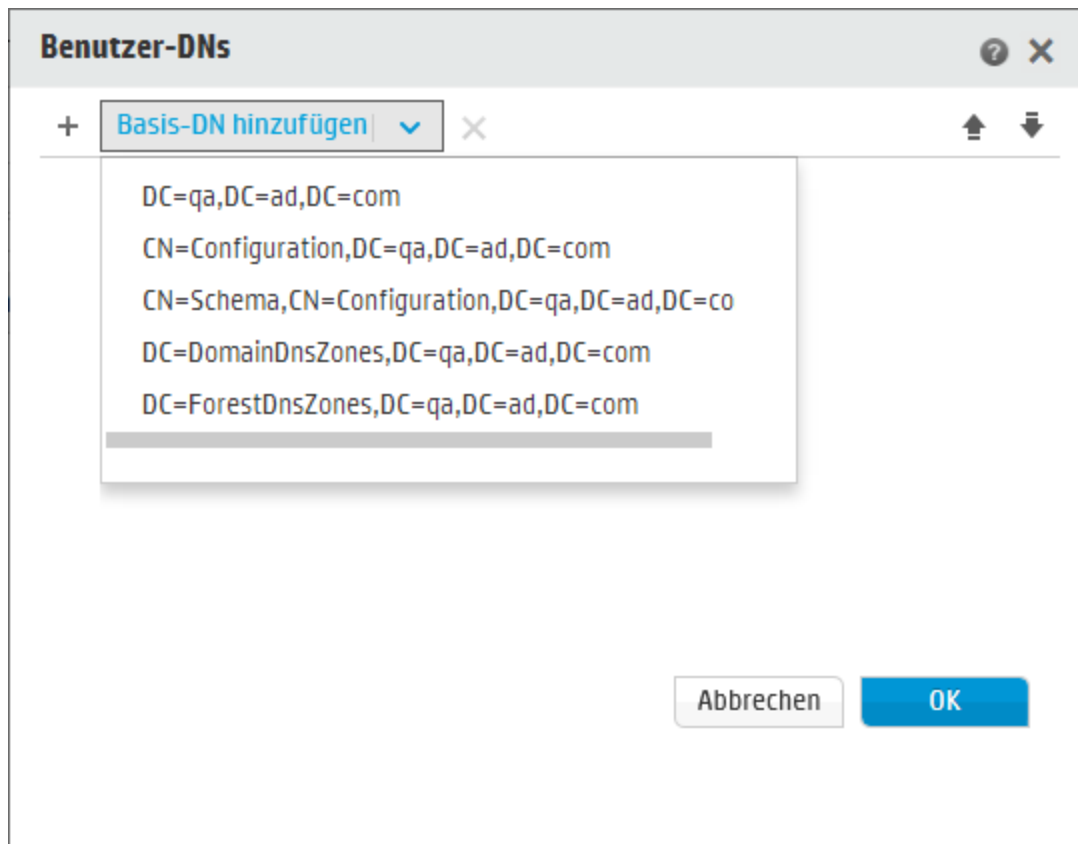 Benutzer-DNs
Basis-DN hinzufügen
DC=qa,DC=ad,DC=com
CN=Configuration,DC=qa,DC=ad,DC=com
CN=Schema,CN=Configuration,DC=qa,DC=ad,DC=co
DC=DomainDnsZones,DC=qa,DC=ad,DC=com
DC=ForestDnsZones,DC=qa,DC=ad,DC=com
Abbrechen
OK